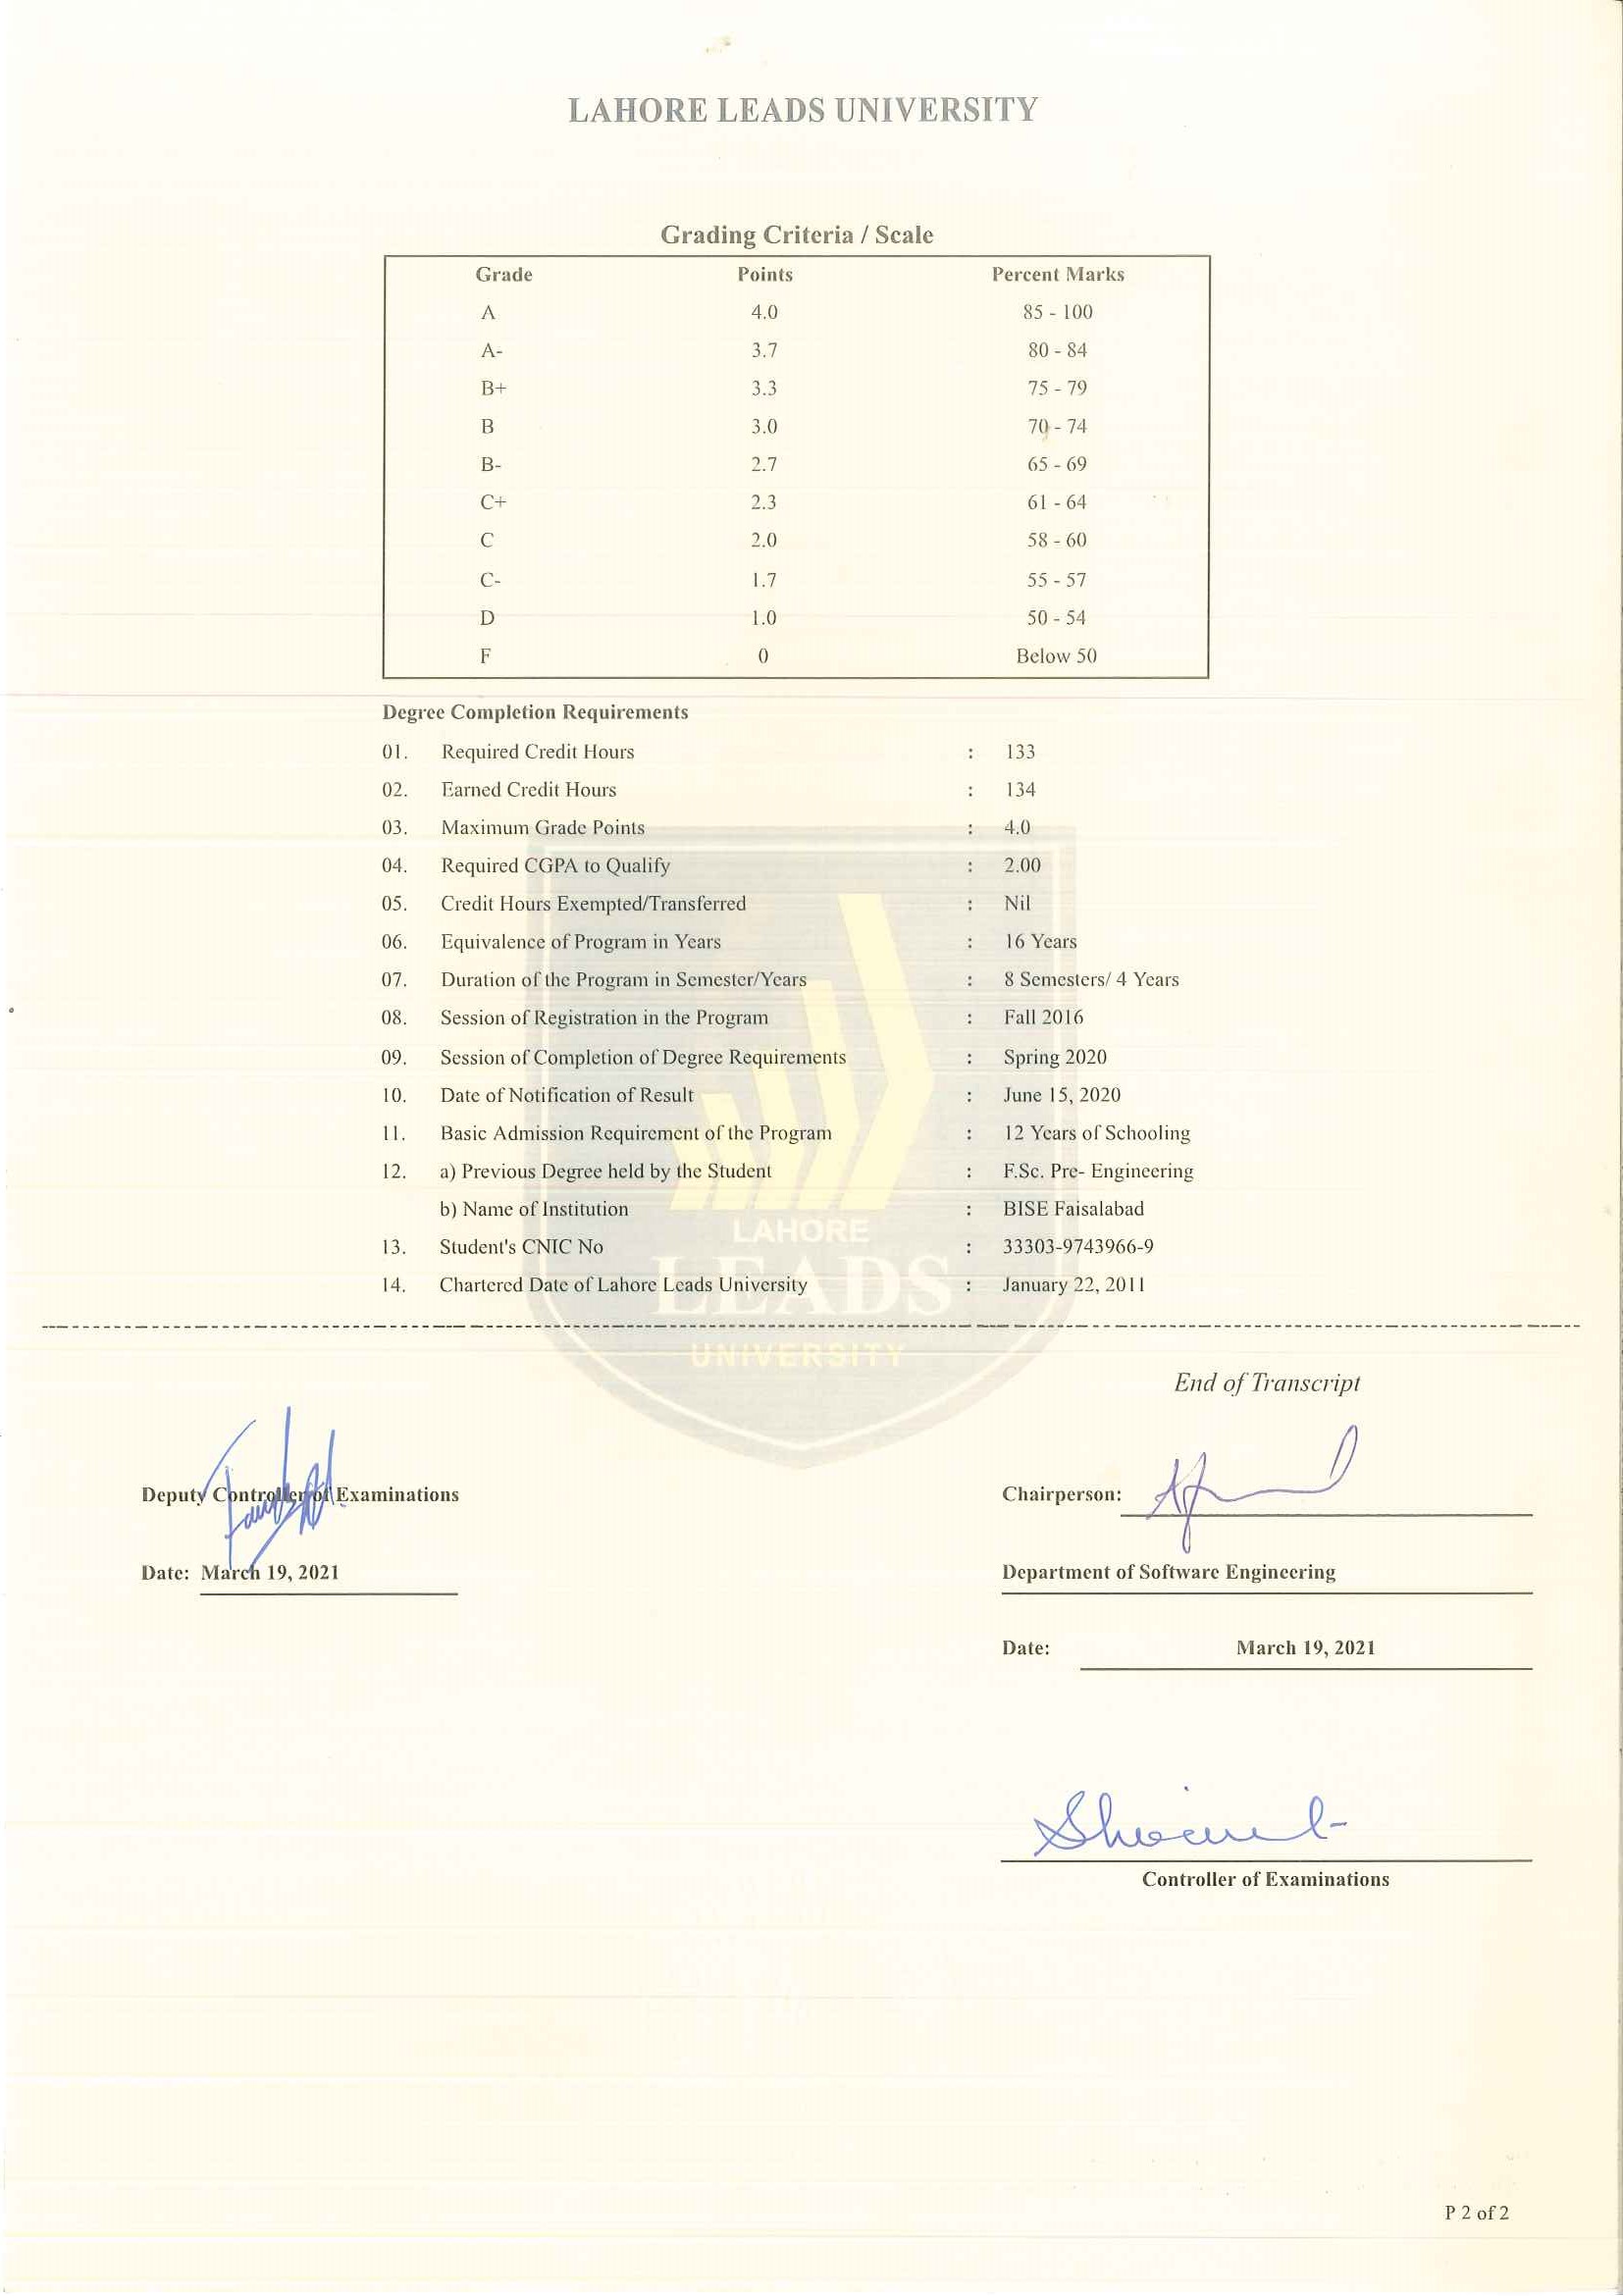 LAHORE LEADS UNIVERSITY
Grading Criteria / Scale
Grade Points Percent Marks
A 4.0 85 - 100
A- 3.7 80 - 84
B+ 3.3 75 - 79
B 3.0 70 - 74
B- 2.7 65 - 69
C+ 2.3 61 - 64
C 2.0 58 - 60
C- 1.7 55 - 57
D 1.0 50 - 54
F 0 Below 50
Degree Completion Requirements
01. Required Credit Hours : 133
02. Earned Credit Hours : 134
03. Maximum Grade Points : 4.0
04. Required CGPA to Qualify : 2.00
05. Credit Hours Exempted/Transferred : Nil
06. Equivalence of Program in Years : 16 Years
07. Duration of the Program in Semester/Years : 8 Semesters/ 4 Years
08. Session of Registration in the Program : Fall 2016
09. Session of Completion of Degree Requirements : Spring 2020
10. Date of Notification of Result : June 15, 2020
11. Basic Admission Requirement of the Program : 12 Years of Schooling
12. a) Previous Degree held by the Student : F.Sc. Pre- Engineering
b) Name of Institution : BISE Faisalabad
LAHORE
13. Student's CNIC No : 33303-9743966-9
LEADS
14. Chartered Date of Lahore Leads University : January 22, 2011
UNIVERSITY
End of Transcript
Deputy Controller of Examinations
Chairperson:
Date: March 19, 2021
Department of Software Engineering
Date: March 19, 2021
Controller of Examinations
P 2 of 2